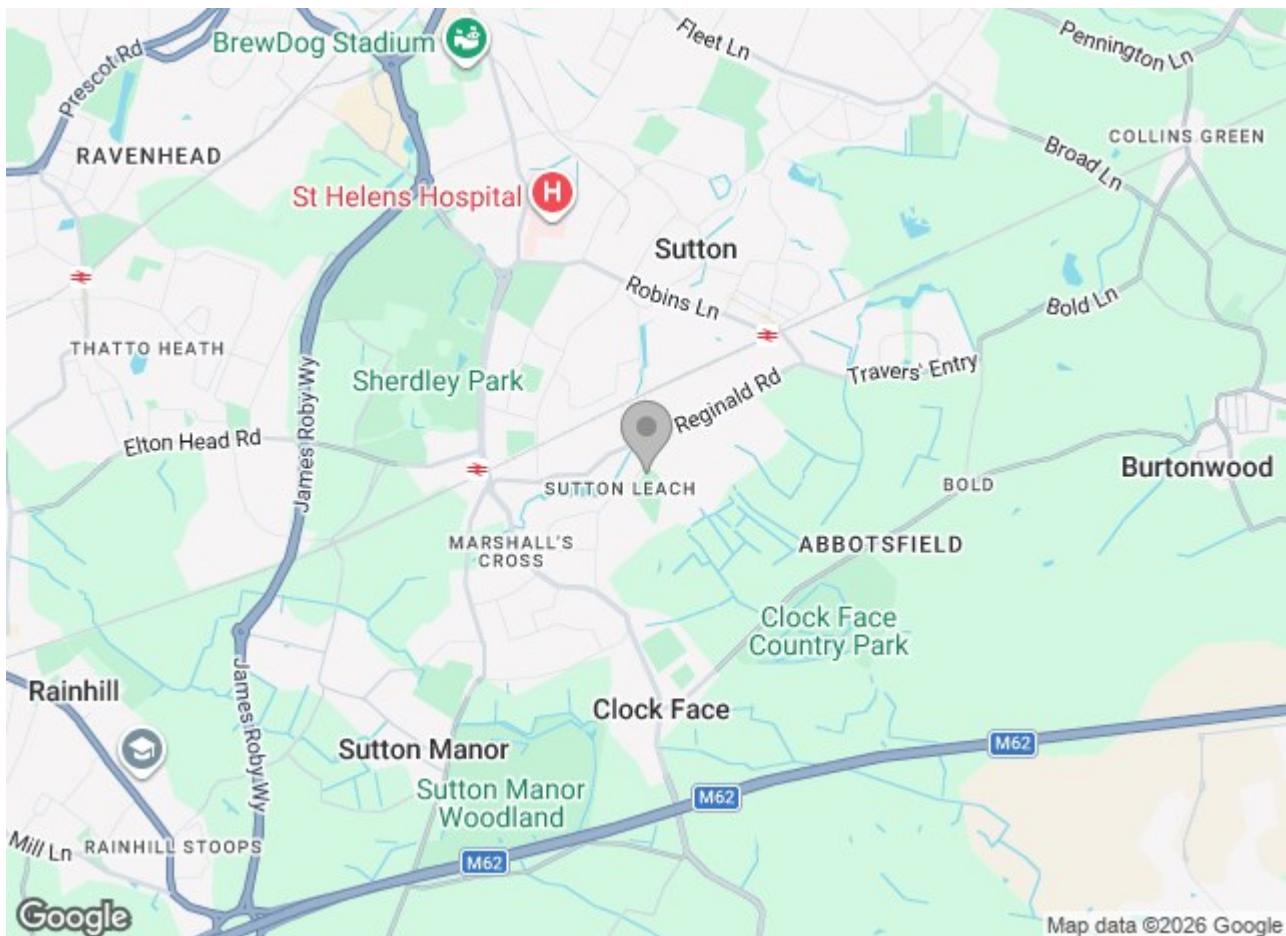 BrewDog Stadium
Prescot Rd
Fleet Ln
Pennington Ln
RAVENHEAD
COLLINS GREEN
Broad Ln
St Helens Hospital
H
Sutton
Robins Ln
Bold Ln
THATTO HEATH
Travers' Entry
Sherdley Park
James Roby Wy
Reginald Rd
Elton Head Rd
Burtonwood
SUTTON LEACH
BOLD
MARSHALL'S
CROSS
ABBOTSFIELD
Clock Face
Country Park
Rainhill
James Roby Wy
Clock Face
Sutton Manor
M62
Sutton Manor
Woodland
M62
Mill Ln
RAINHILL STOOPS
M62
Google
Map data ©2026 Google